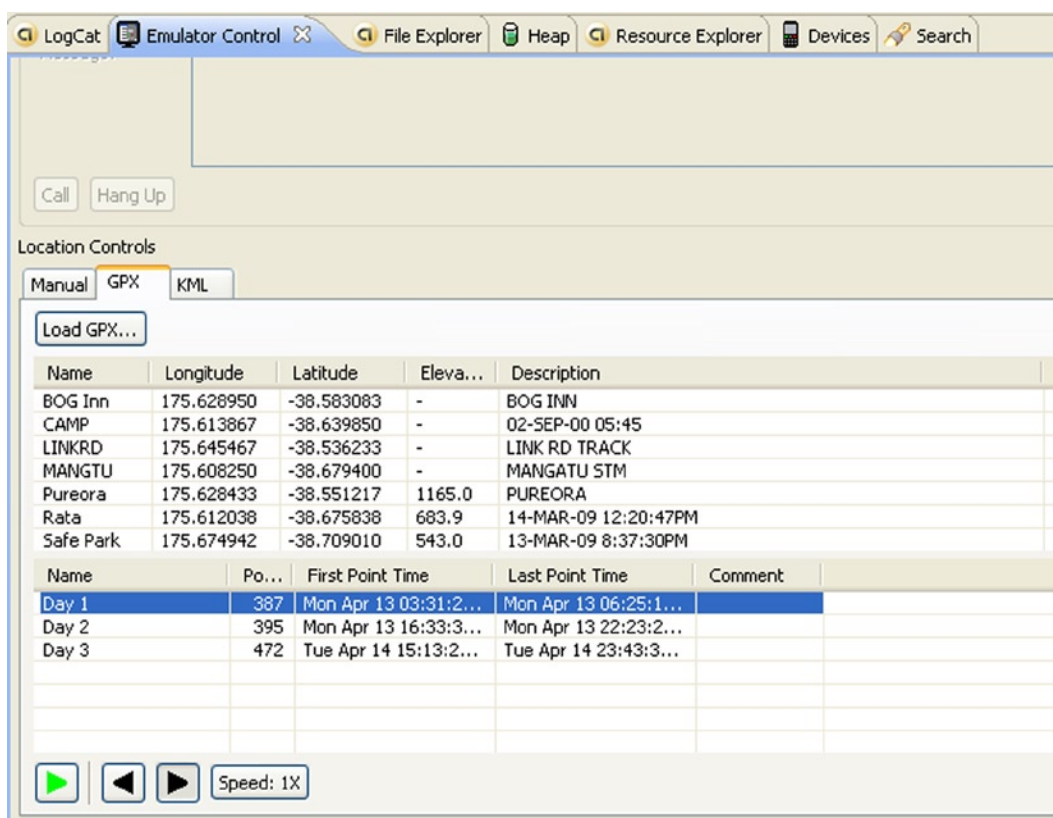 LogCat Emulator Control File Explorer Heap Resource Explorer Devices Search
Call Hang Up
Location Controls
Manual GPX KML
Load GPX...
Name Longitude Latitude Eleva... Description
BOG Inn 175.628950 -38.583083 - BOG INN
CAMP 175.613867 -38.639850 - 02-SEP-00 05:45
LINKRD 175.645467 -38.536233 - LINK RD TRACK
MANGTU 175.608250 -38.679400 - MANGATU STM
Pureora 175.628433 -38.551217 1165.0 PUREORA
Rata 175.612038 -38.675838 683.9 14-MAR-09 12:20:47PM
Safe Park 175.674942 -38.709010 543.0 13-MAR-09 8:37:30PM
Name Po... First Point Time Last Point Time Comment
Day 1 387 Mon Apr 13 03:31:2... Mon Apr 13 06:25:1...
Day 2 395 Mon Apr 13 16:33:3... Mon Apr 13 22:23:2...
Day 3 472 Tue Apr 14 15:13:2... Tue Apr 14 23:43:3...
Speed: 1X